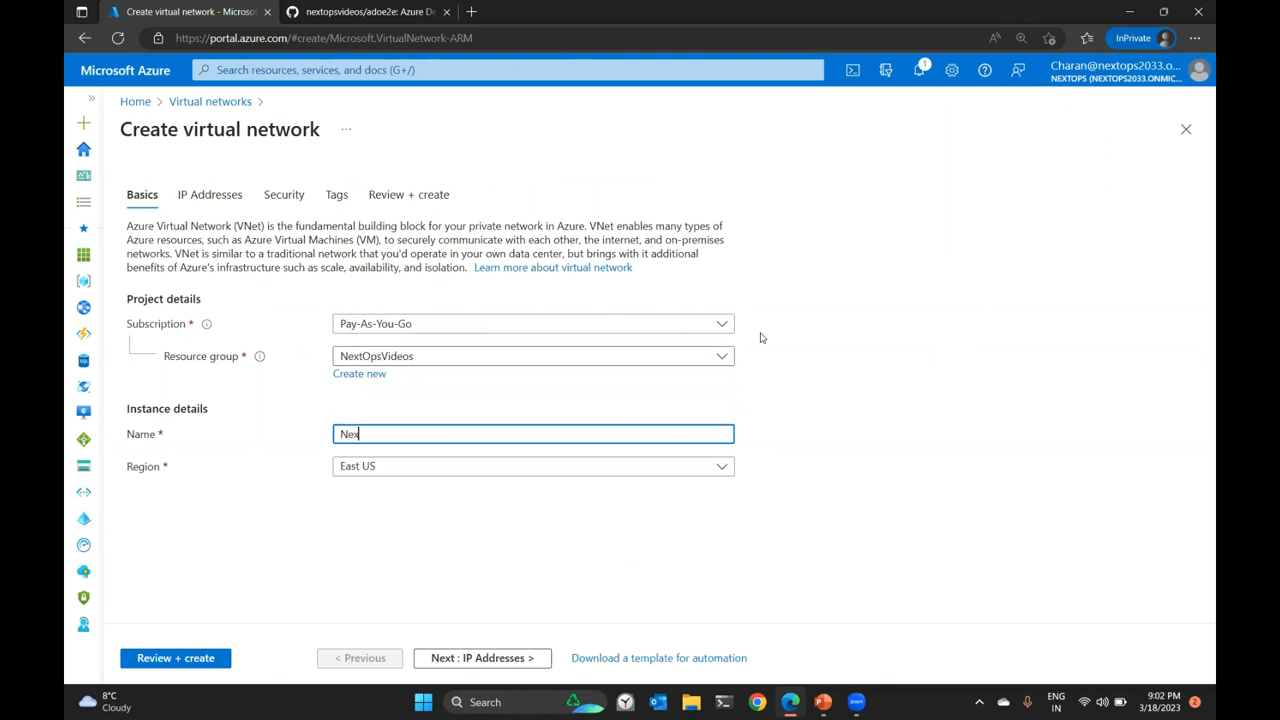 Create virtual network - Microsof
nextopsvideos/adoe2e: Azure De
https://portal.azure.com/#create/Microsoft.VirtualNetwork-ARM
InPrivate
Microsoft Azure
Search resources, services, and docs (G+/)
1
Charan@nextops2033.o...
NEXTOPS (NEXTOPS2033.ONMIC...
Home > Virtual networks >
Create virtual network ...
Basics IP Addresses Security Tags Review + create
Azure Virtual Network (VNet) is the fundamental building block for your private network in Azure. VNet enables many types of
Azure resources, such as Azure Virtual Machines (VM), to securely communicate with each other, the internet, and on-premises
networks. VNet is similar to a traditional network that you'd operate in your own data center, but brings with it additional
benefits of Azure's infrastructure such as scale, availability, and isolation. Learn more about virtual network
Project details
Subscription * Pay-As-You-Go
Resource group * NextOpsVideos
Create new
Instance details
Name * Nex
Region * East US
Review + create < Previous Next : IP Addresses > Download a template for automation
8°C
Cloudy
Search
zoom
ENG
IN
9:02 PM
3/18/2023
2